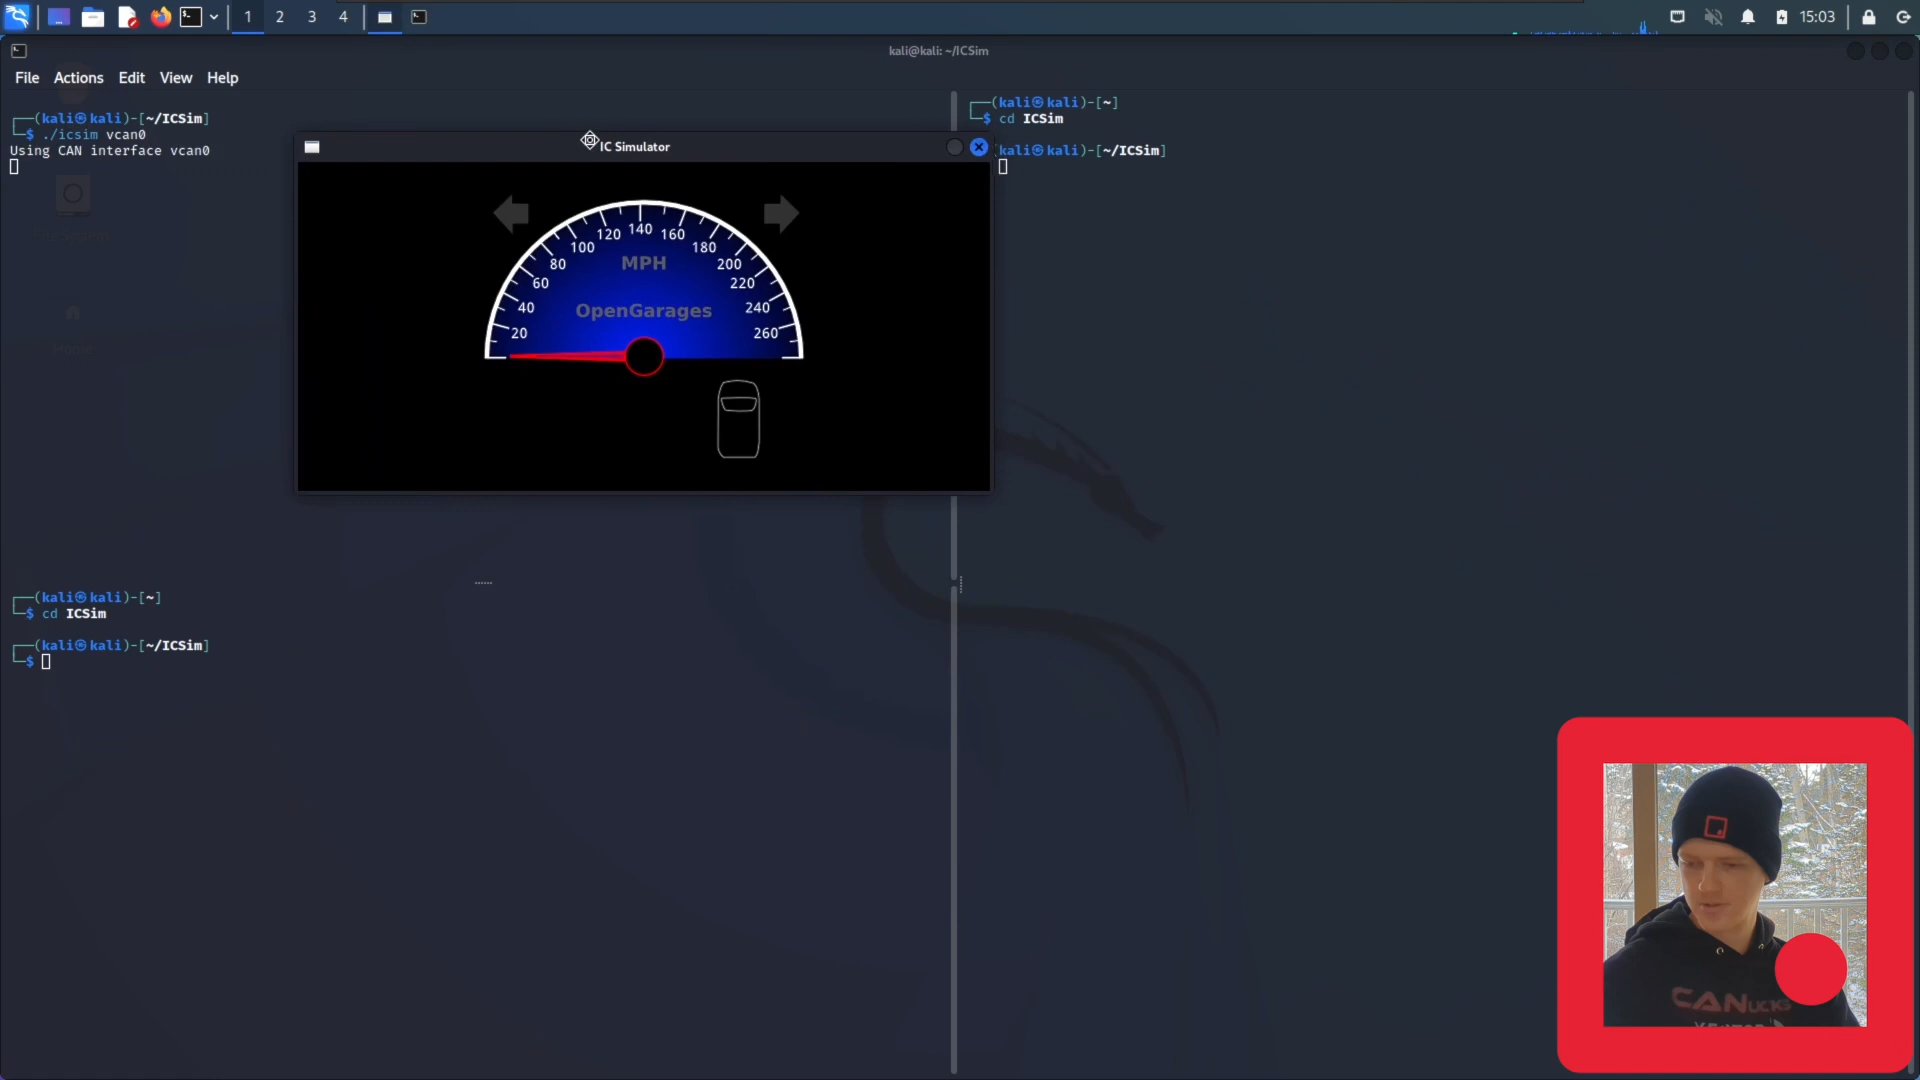 1 2 3 4
15:03
kali@kali: ~/ICSim
File Actions Edit View Help
(kali㉿kali)-[~/ICSim]
$ ./icsim vcan0
Using CAN interface vcan0
(kali㉿kali)-[~]
$ cd ICSim
(kali㉿kali)-[~/ICSim]
IC Simulator
20 40 60 80 100 120 140 160 180 200 220 240 260
MPH
OpenGarages
(kali㉿kali)-[~]
$ cd ICSim
(kali㉿kali)-[~/ICSim]
$
CANUCKS